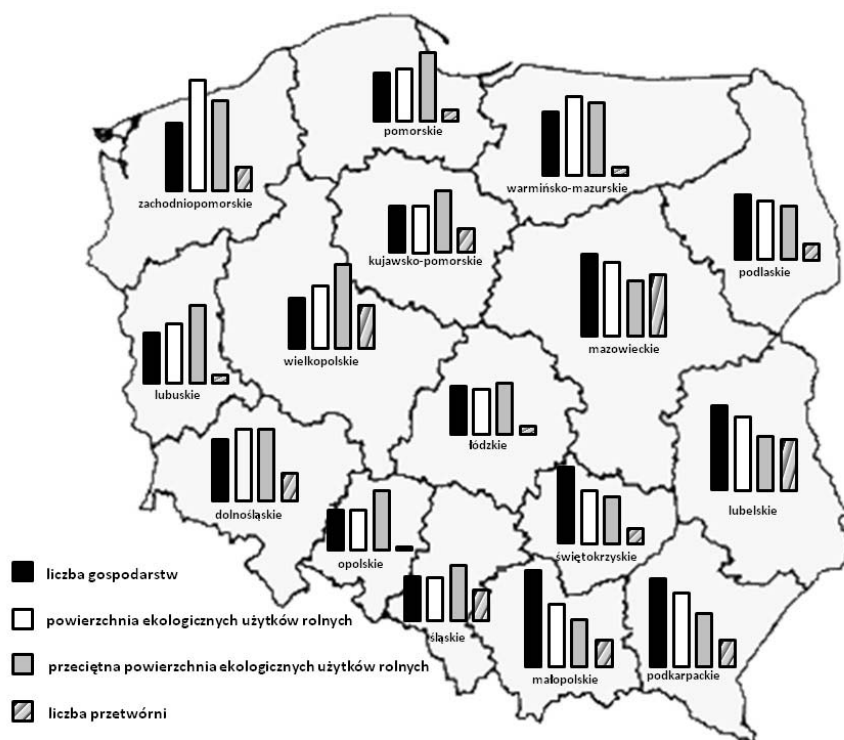 pomorskie
warmińsko-mazurskie
zachodniopomorskie
kujawsko-pomorskie
podlaskie
mazowieckie
wielkopolskie
lubuskie
łódzkie
dolnośląskie
lubelskie
opolskie
świętokrzyskie
śląskie
małopolskie
podkarpackie
liczba gospodarstw
powierzchnia ekologicznych użytków rolnych
przeciętna powierzchnia ekologicznych użytków rolnych
liczba przetwórni